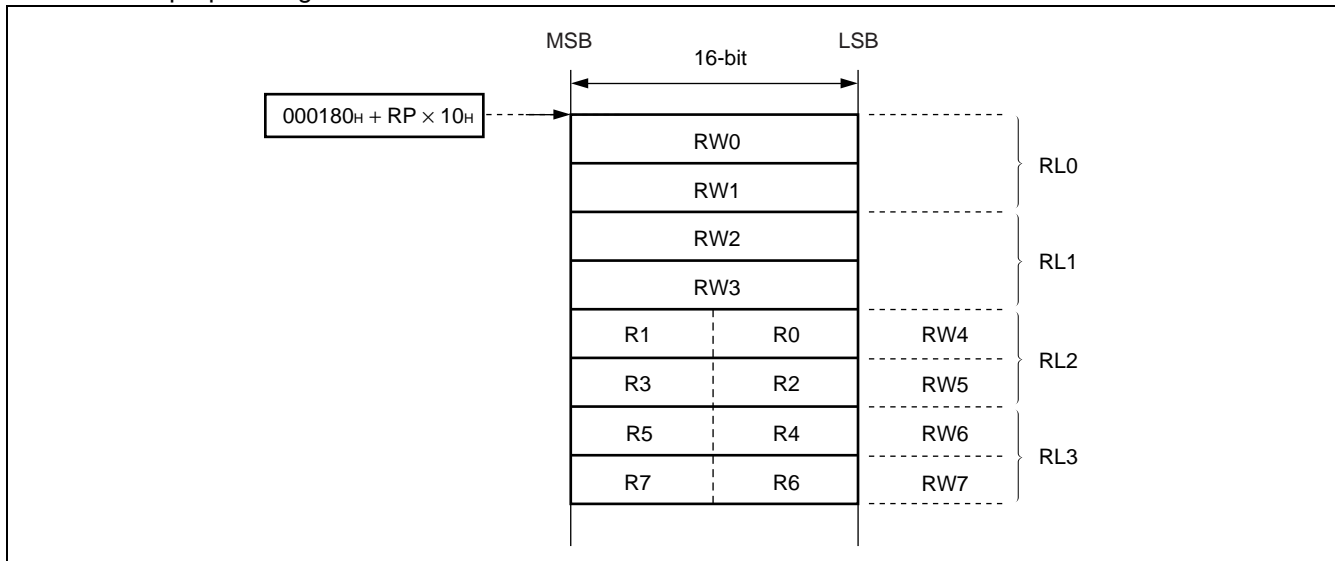 MSB LSB
16-bit
000180H + RP × 10H
RW0
RL0
RW1
RW2
RL1
RW3
R1 R0 RW4
RL2
R3 R2 RW5
R5 R4 RW6
RL3
R7 R6 RW7